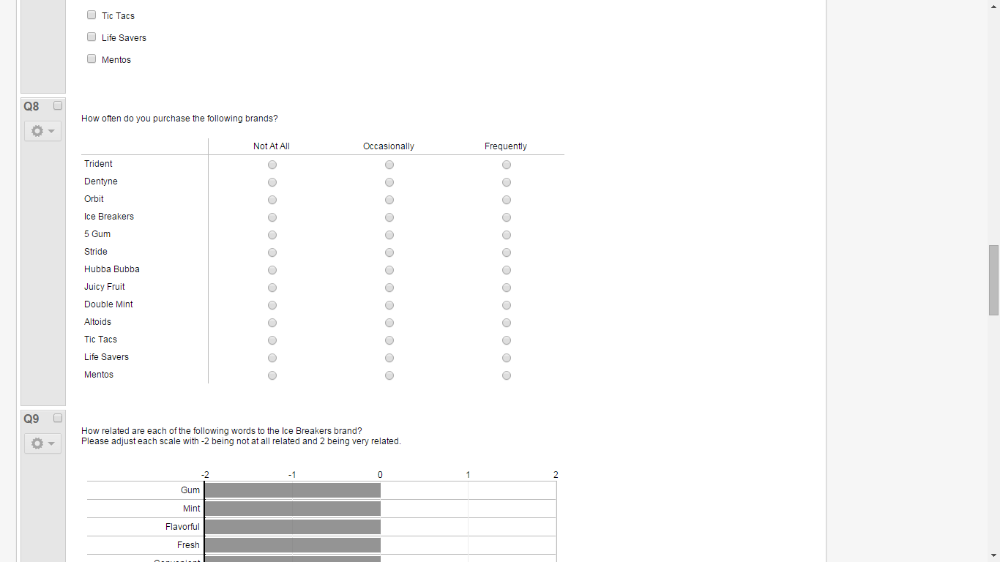 Tic Tacs
Life Savers
Mentos
Q8
How often do you purchase the following brands?
Not At All Occasionally Frequently
Trident
Dentyne
Orbit
Ice Breakers
5 Gum
Stride
Hubba Bubba
Juicy Fruit
Double Mint
Altoids
Tic Tacs
Life Savers
Mentos
Q9
How related are each of the following words to the Ice Breakers brand?
Please adjust each scale with -2 being not at all related and 2 being very related.
-2 -1 0 1 2
Gum
Mint
Flavorful
Fresh
Convenient